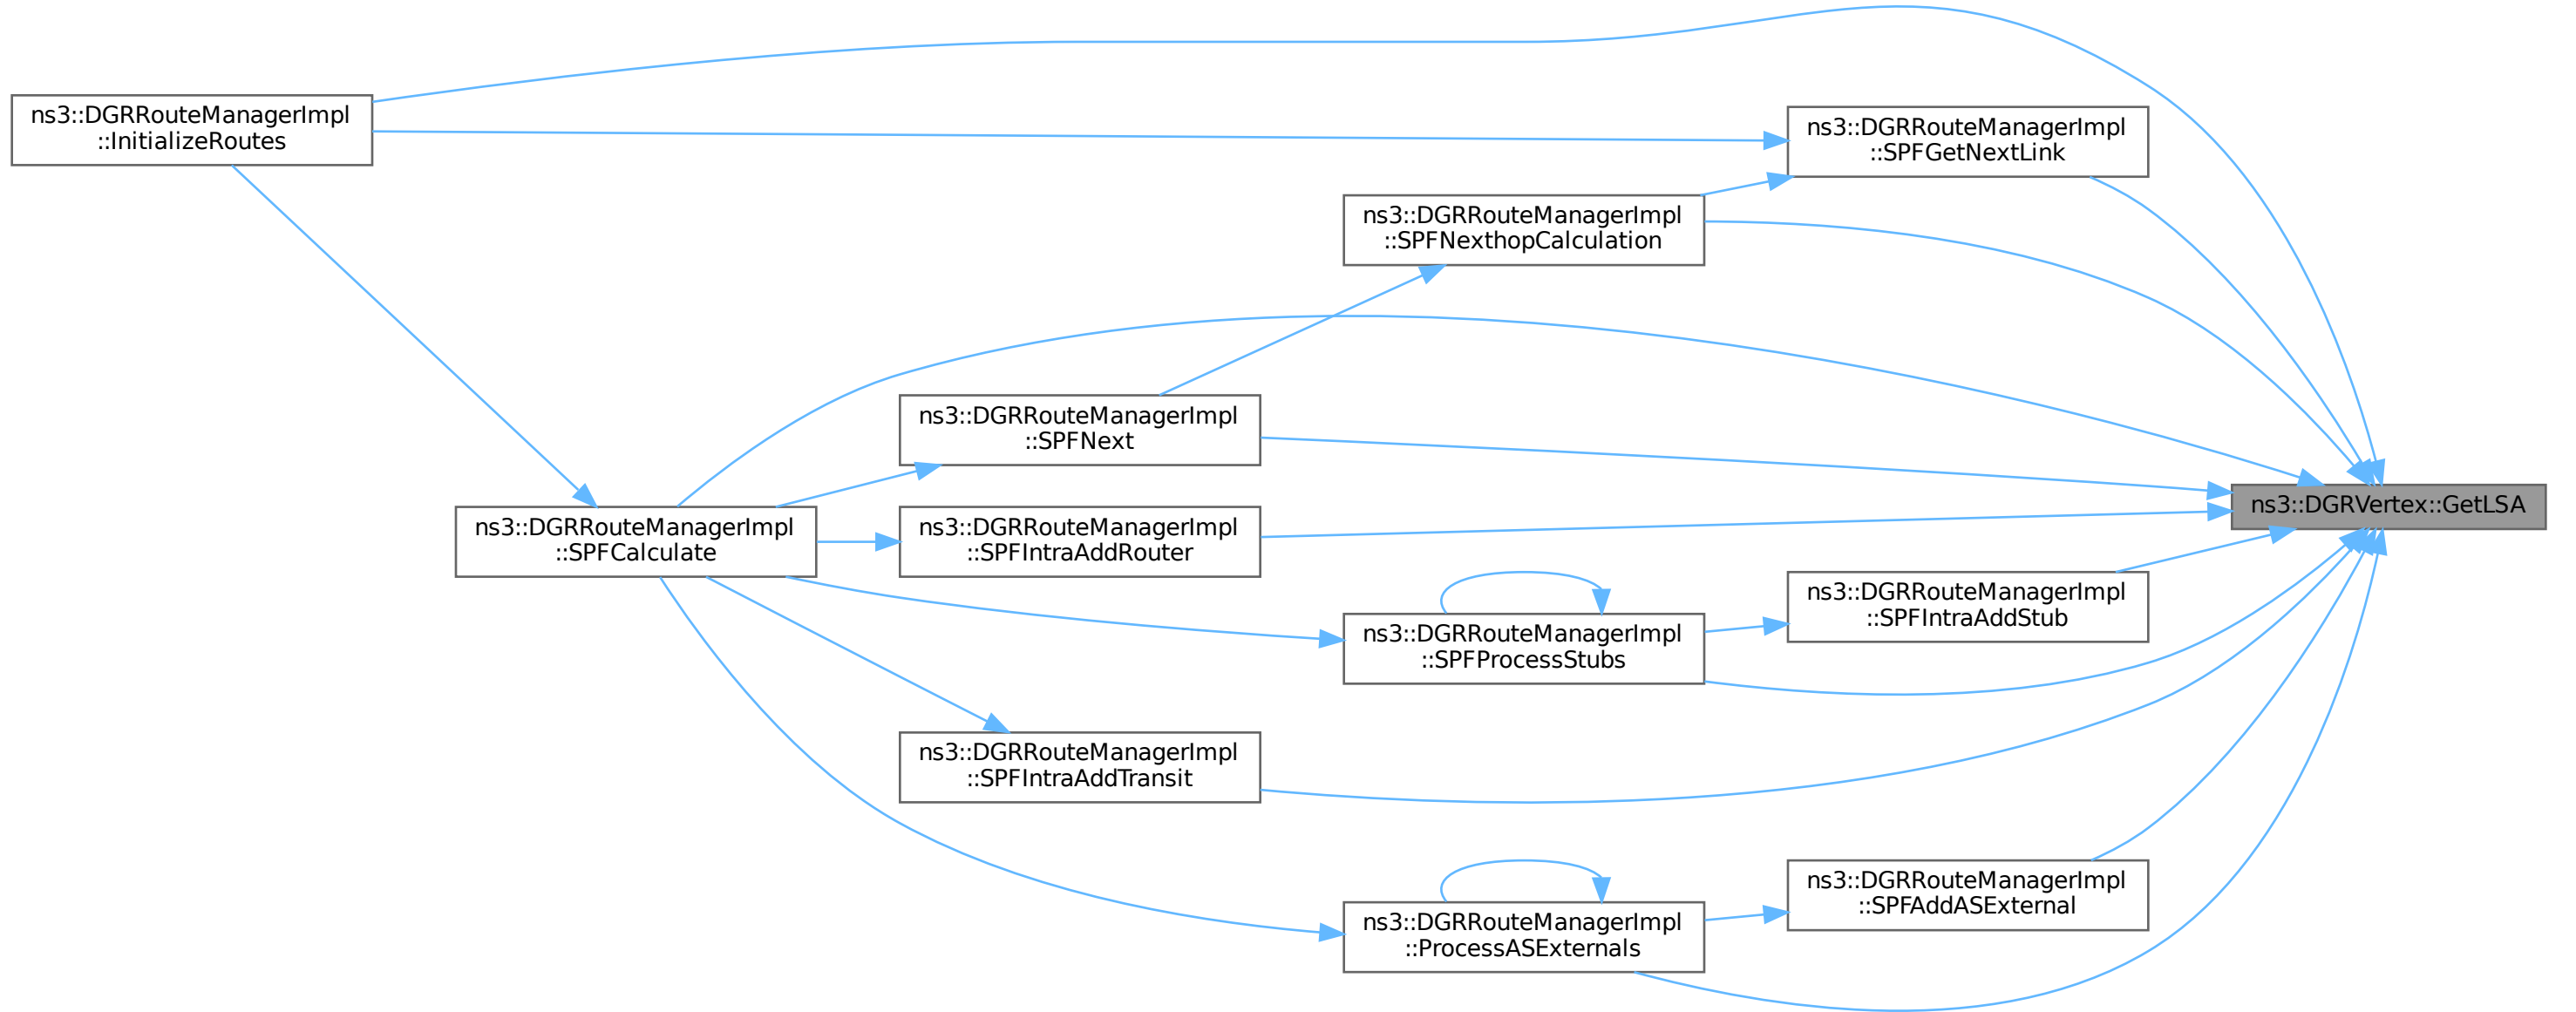 ns3::DGRRouteManagerImpl
::InitializeRoutes
ns3::DGRRouteManagerImpl
::SPFGetNextLink
ns3::DGRRouteManagerImpl
::SPFNexthopCalculation
ns3::DGRRouteManagerImpl
::SPFNext
ns3::DGRVertex::GetLSA
ns3::DGRRouteManagerImpl
::SPFCalculate
ns3::DGRRouteManagerImpl
::SPFIntraAddRouter
ns3::DGRRouteManagerImpl
::SPFIntraAddStub
ns3::DGRRouteManagerImpl
::SPFProcessStubs
ns3::DGRRouteManagerImpl
::SPFIntraAddTransit
ns3::DGRRouteManagerImpl
::SPFAddASExternal
ns3::DGRRouteManagerImpl
::ProcessASExternals